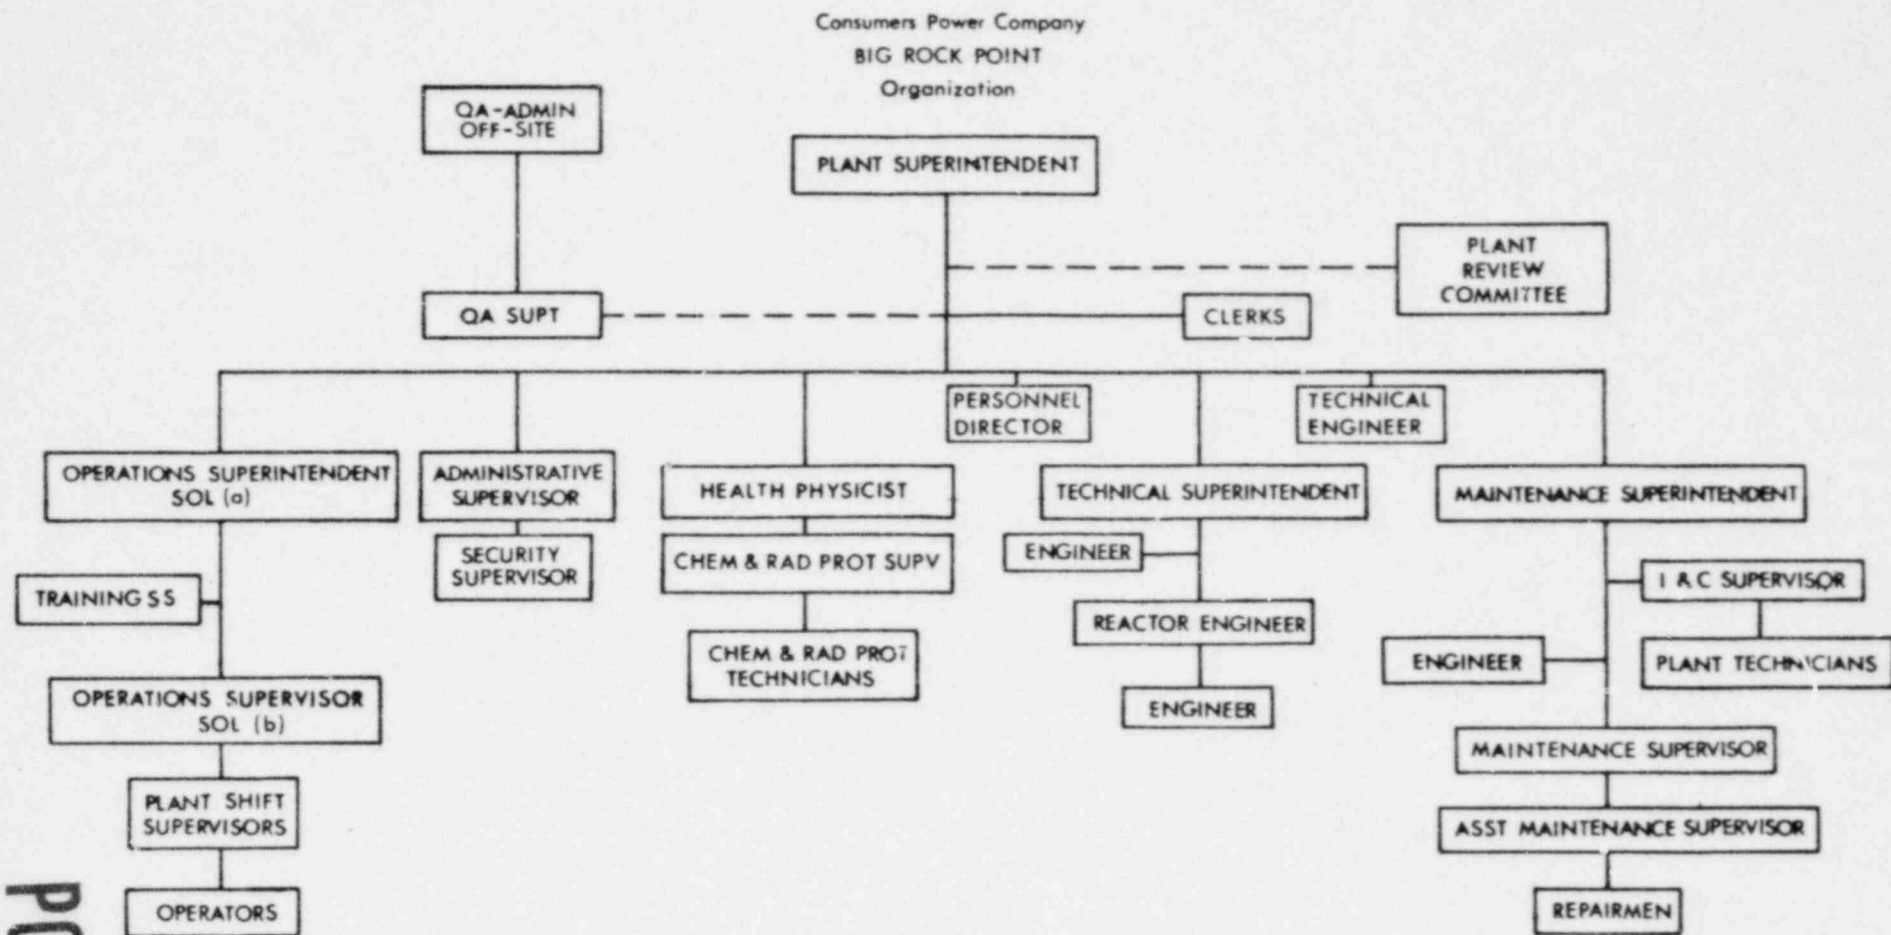 Consumers Power Company
BIG ROCK POINT
Organization
QA-ADMIN
OFF-SITE
PLANT SUPERINTENDENT
PLANT
REVIEW
COMMITTEE
QA SUPT
CLERKS
PERSONNEL
DIRECTOR
TECHNICAL
ENGINEER
OPERATIONS SUPERINTENDENT
SOL (a)
ADMINISTRATIVE
SUPERVISOR
HEALTH PHYSICIST
TECHNICAL SUPERINTENDENT
MAINTENANCE SUPERINTENDENT
SECURITY
SUPERVISOR
CHEM & RAD PROT SUPV
ENGINEER
I & C SUPERVISOR
TRAINING SS
REACTOR ENGINEER
CHEM & RAD PROT
TECHNICIANS
ENGINEER
PLANT TECHNICIANS
OPERATIONS SUPERVISOR
SOL (b)
ENGINEER
MAINTENANCE SUPERVISOR
PLANT SHIFT
SUPERVISORS
ASST MAINTENANCE SUPERVISOR
OPERATORS
REPAIRMEN